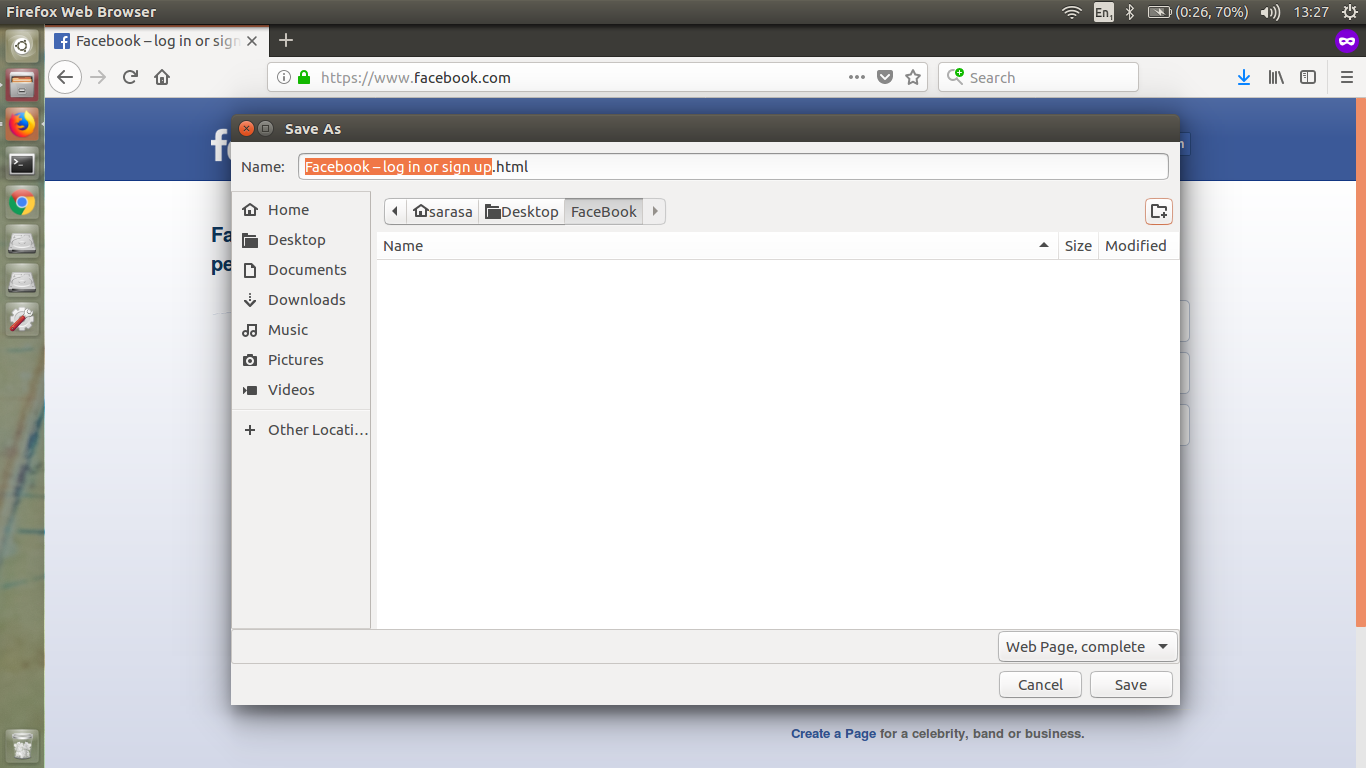 Firefox Web Browser
En1
(0:26, 70%)
13:27
Facebook – log in or sign
https://www.facebook.com
Search
Save As
Name: Facebook – log in or sign up.html
Home
sarasa Desktop FaceBook
Desktop
Name Size Modified
Documents
Downloads
Music
Pictures
Videos
Other Locati...
Web Page, complete
Cancel Save
Create a Page for a celebrity, band or business.